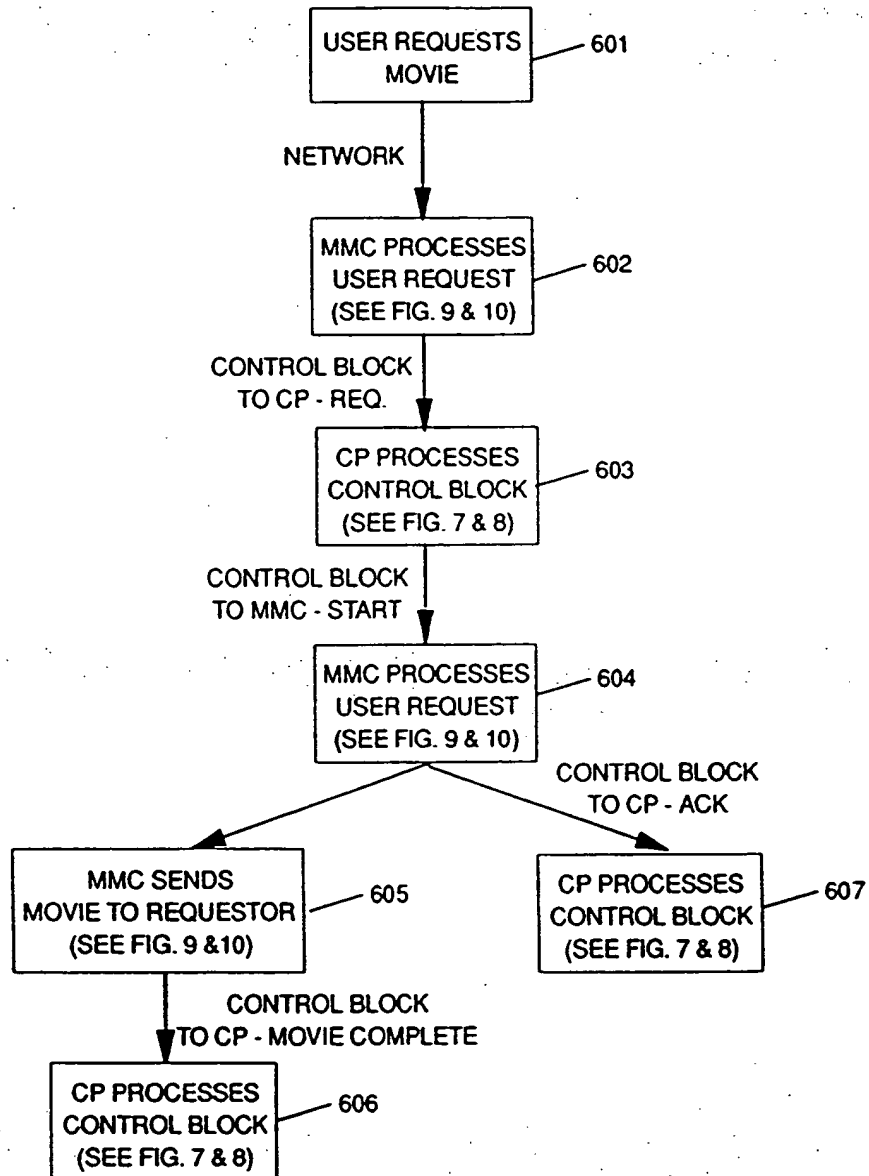 USER REQUESTS
MOVIE
601
NETWORK
MMC PROCESSES
USER REQUEST
(SEE FIG. 9 & 10)
602
CONTROL BLOCK
TO CP - REQ.
CP PROCESSES
CONTROL BLOCK
(SEE FIG. 7 & 8)
603
CONTROL BLOCK
TO MMC - START
MMC PROCESSES
USER REQUEST
(SEE FIG. 9 & 10)
604
CONTROL BLOCK
TO CP - ACK
MMC SENDS
MOVIE TO REQUESTOR
(SEE FIG. 9 &10)
605
CP PROCESSES
CONTROL BLOCK
(SEE FIG. 7 & 8)
607
CONTROL BLOCK
TO CP - MOVIE COMPLETE
CP PROCESSES
CONTROL BLOCK
(SEE FIG. 7 & 8)
606